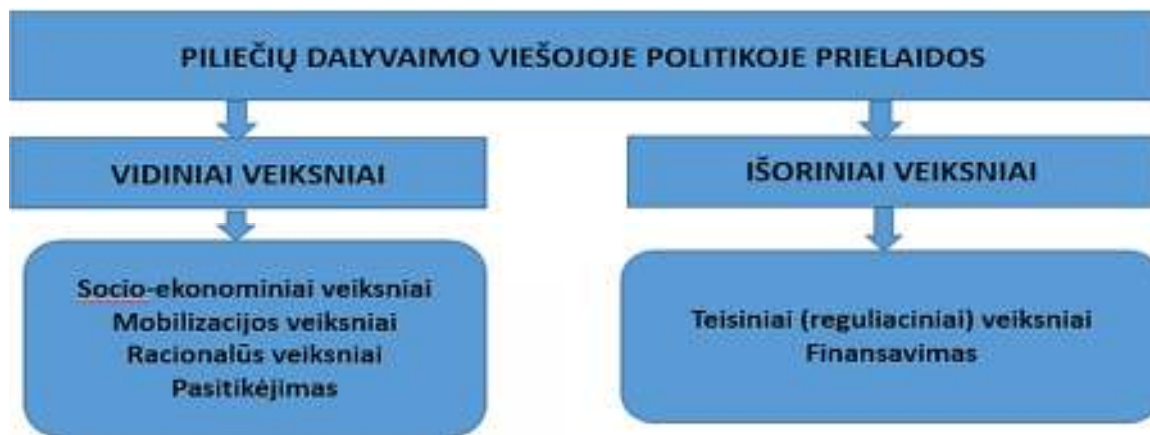 PILIEČIŲ DALYVAIMO VIEŠOJOJE POLITIKOJE PRIELAIDOS
VIDINIAI VEIKSNIAI
Socio-ekonominiai veiksniai
Mobilizacijos veiksniai
Racionalūs veiksniai
Pasitikėjimas
IŠORINIAI VEIKSNIAI
Teisiniai (reguliaciniai) veiksniai
Finansavimas